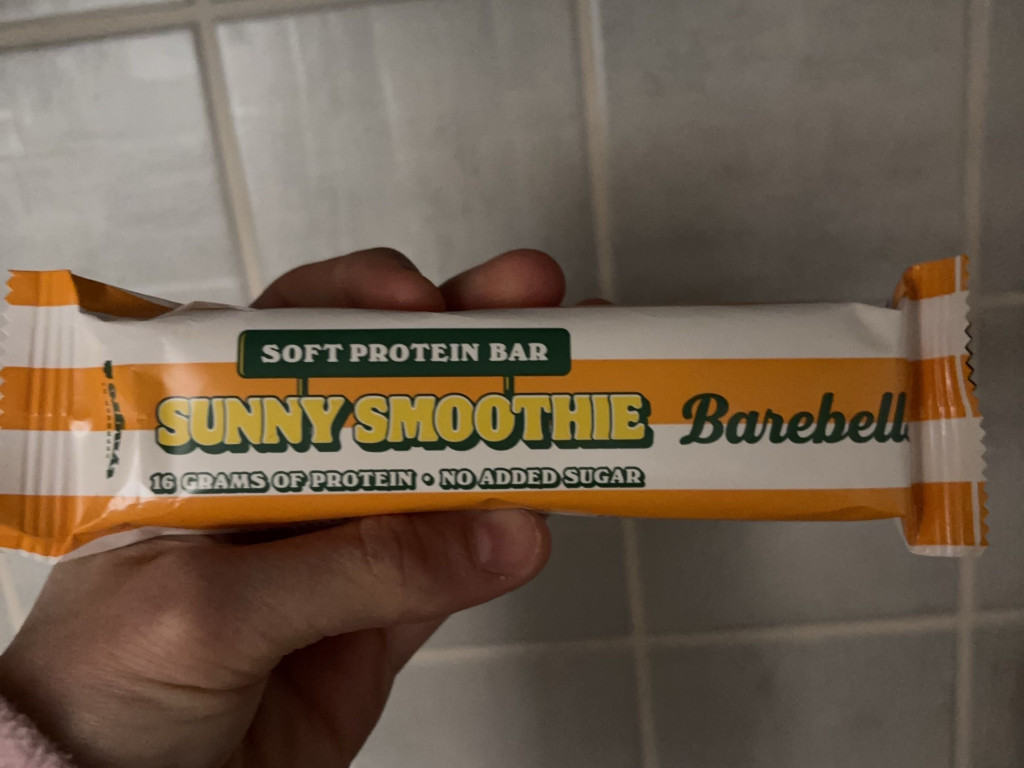 SOFT PROTEIN BAR
SUNNY SMOOTHIE
Barebell
16 GRAMS OF PROTEIN • NO ADDED SUGAR